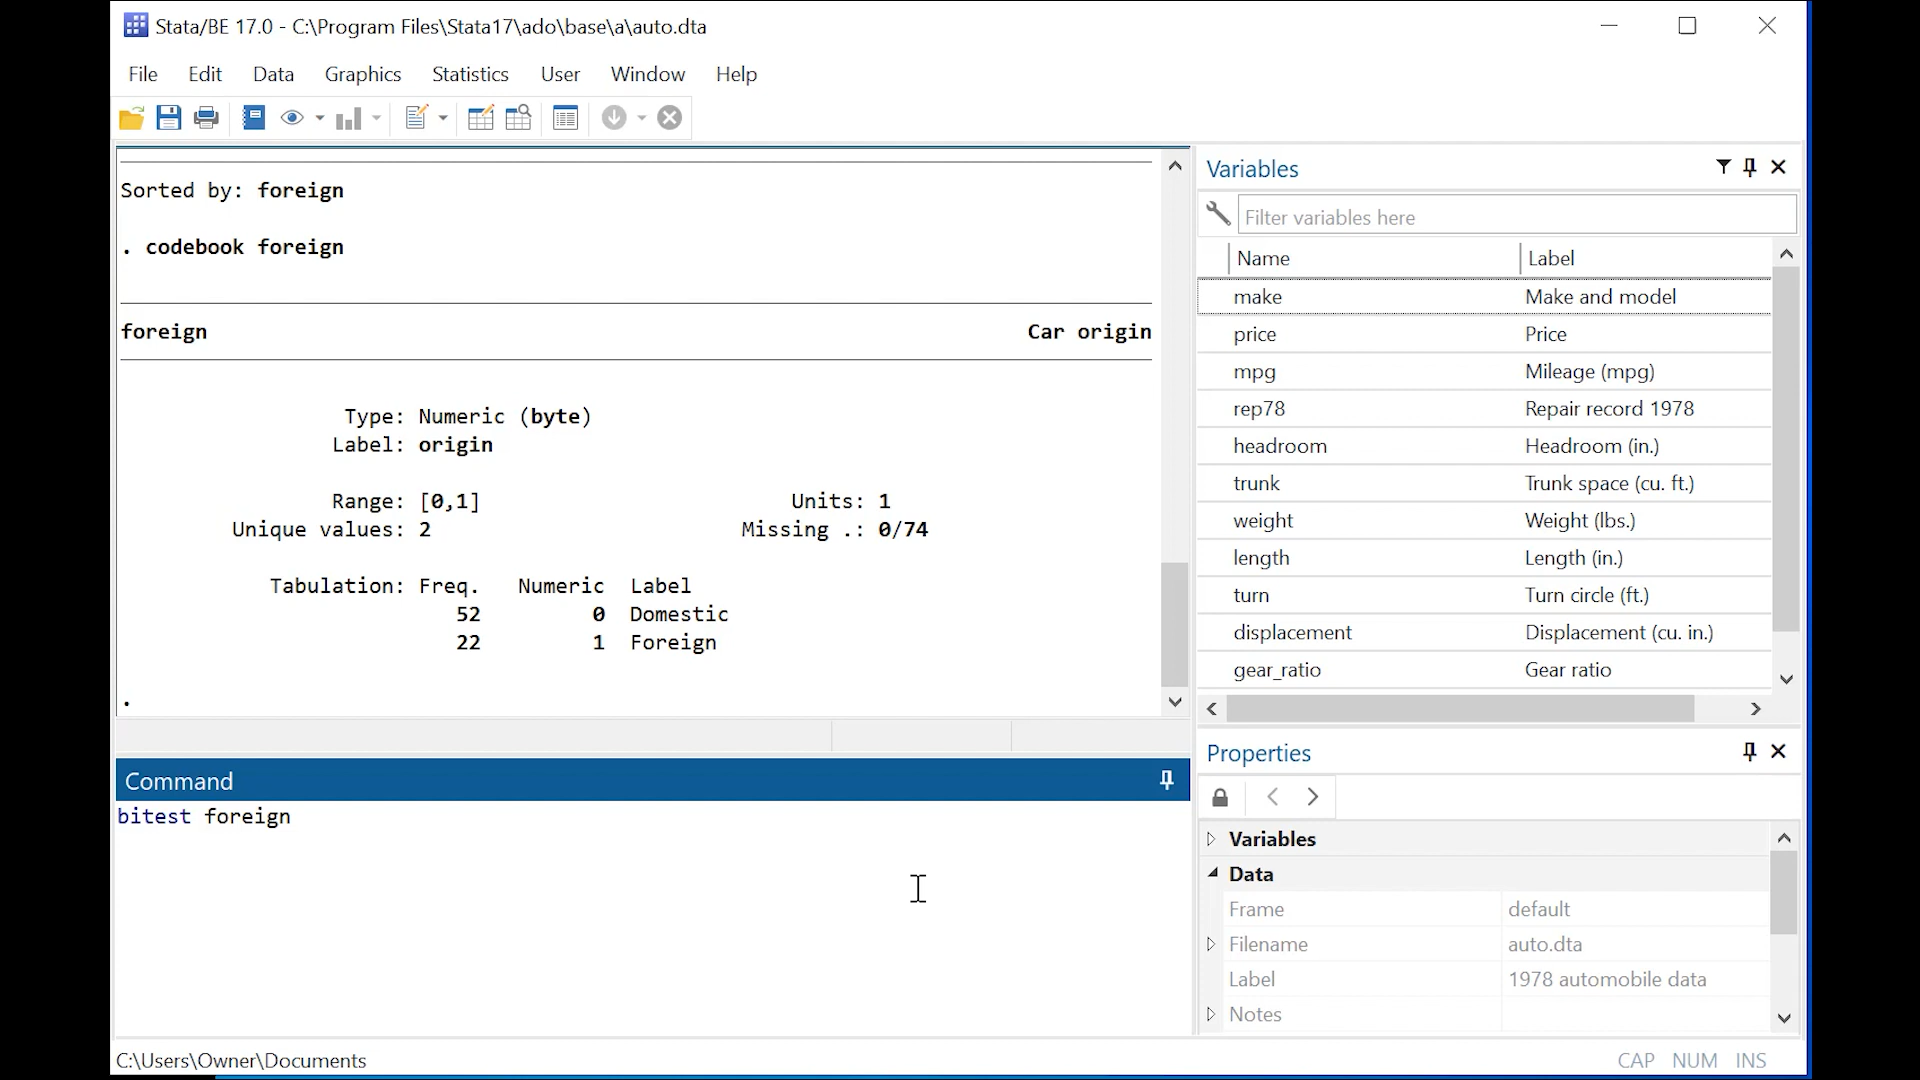 Stata/BE 17.0 - C:\Program Files\Stata17\ado\base\a\auto.dta
File Edit Data Graphics Statistics User Window Help
Sorted by: foreign
. codebook foreign
foreign Car origin
Type: Numeric (byte)
Label: origin
Range: [0,1] Units: 1
Unique values: 2 Missing .: 0/74
Tabulation: Freq. Numeric Label
52 0 Domestic
22 1 Foreign
.
Command
bitest foreign
Variables
Filter variables here
Name Label
make Make and model
price Price
mpg Mileage (mpg)
rep78 Repair record 1978
headroom Headroom (in.)
trunk Trunk space (cu. ft.)
weight Weight (lbs.)
length Length (in.)
turn Turn circle (ft.)
displacement Displacement (cu. in.)
gear_ratio Gear ratio
Properties
Variables
Data
Frame default
Filename auto.dta
Label 1978 automobile data
Notes
C:\Users\Owner\Documents
CAP NUM INS